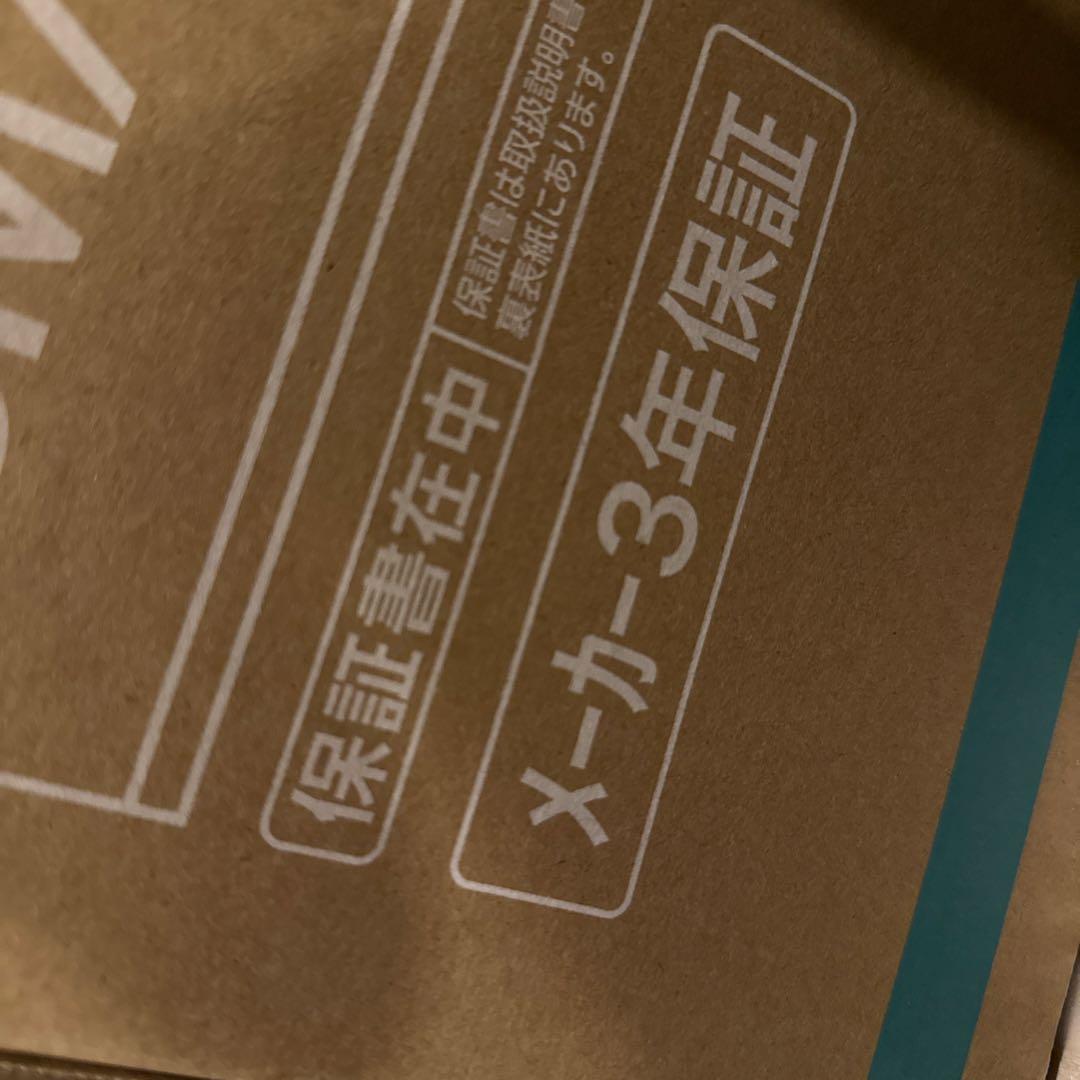 保証書在中
保証書は取扱説明書
裏表紙にあります。
メーカー3年保証